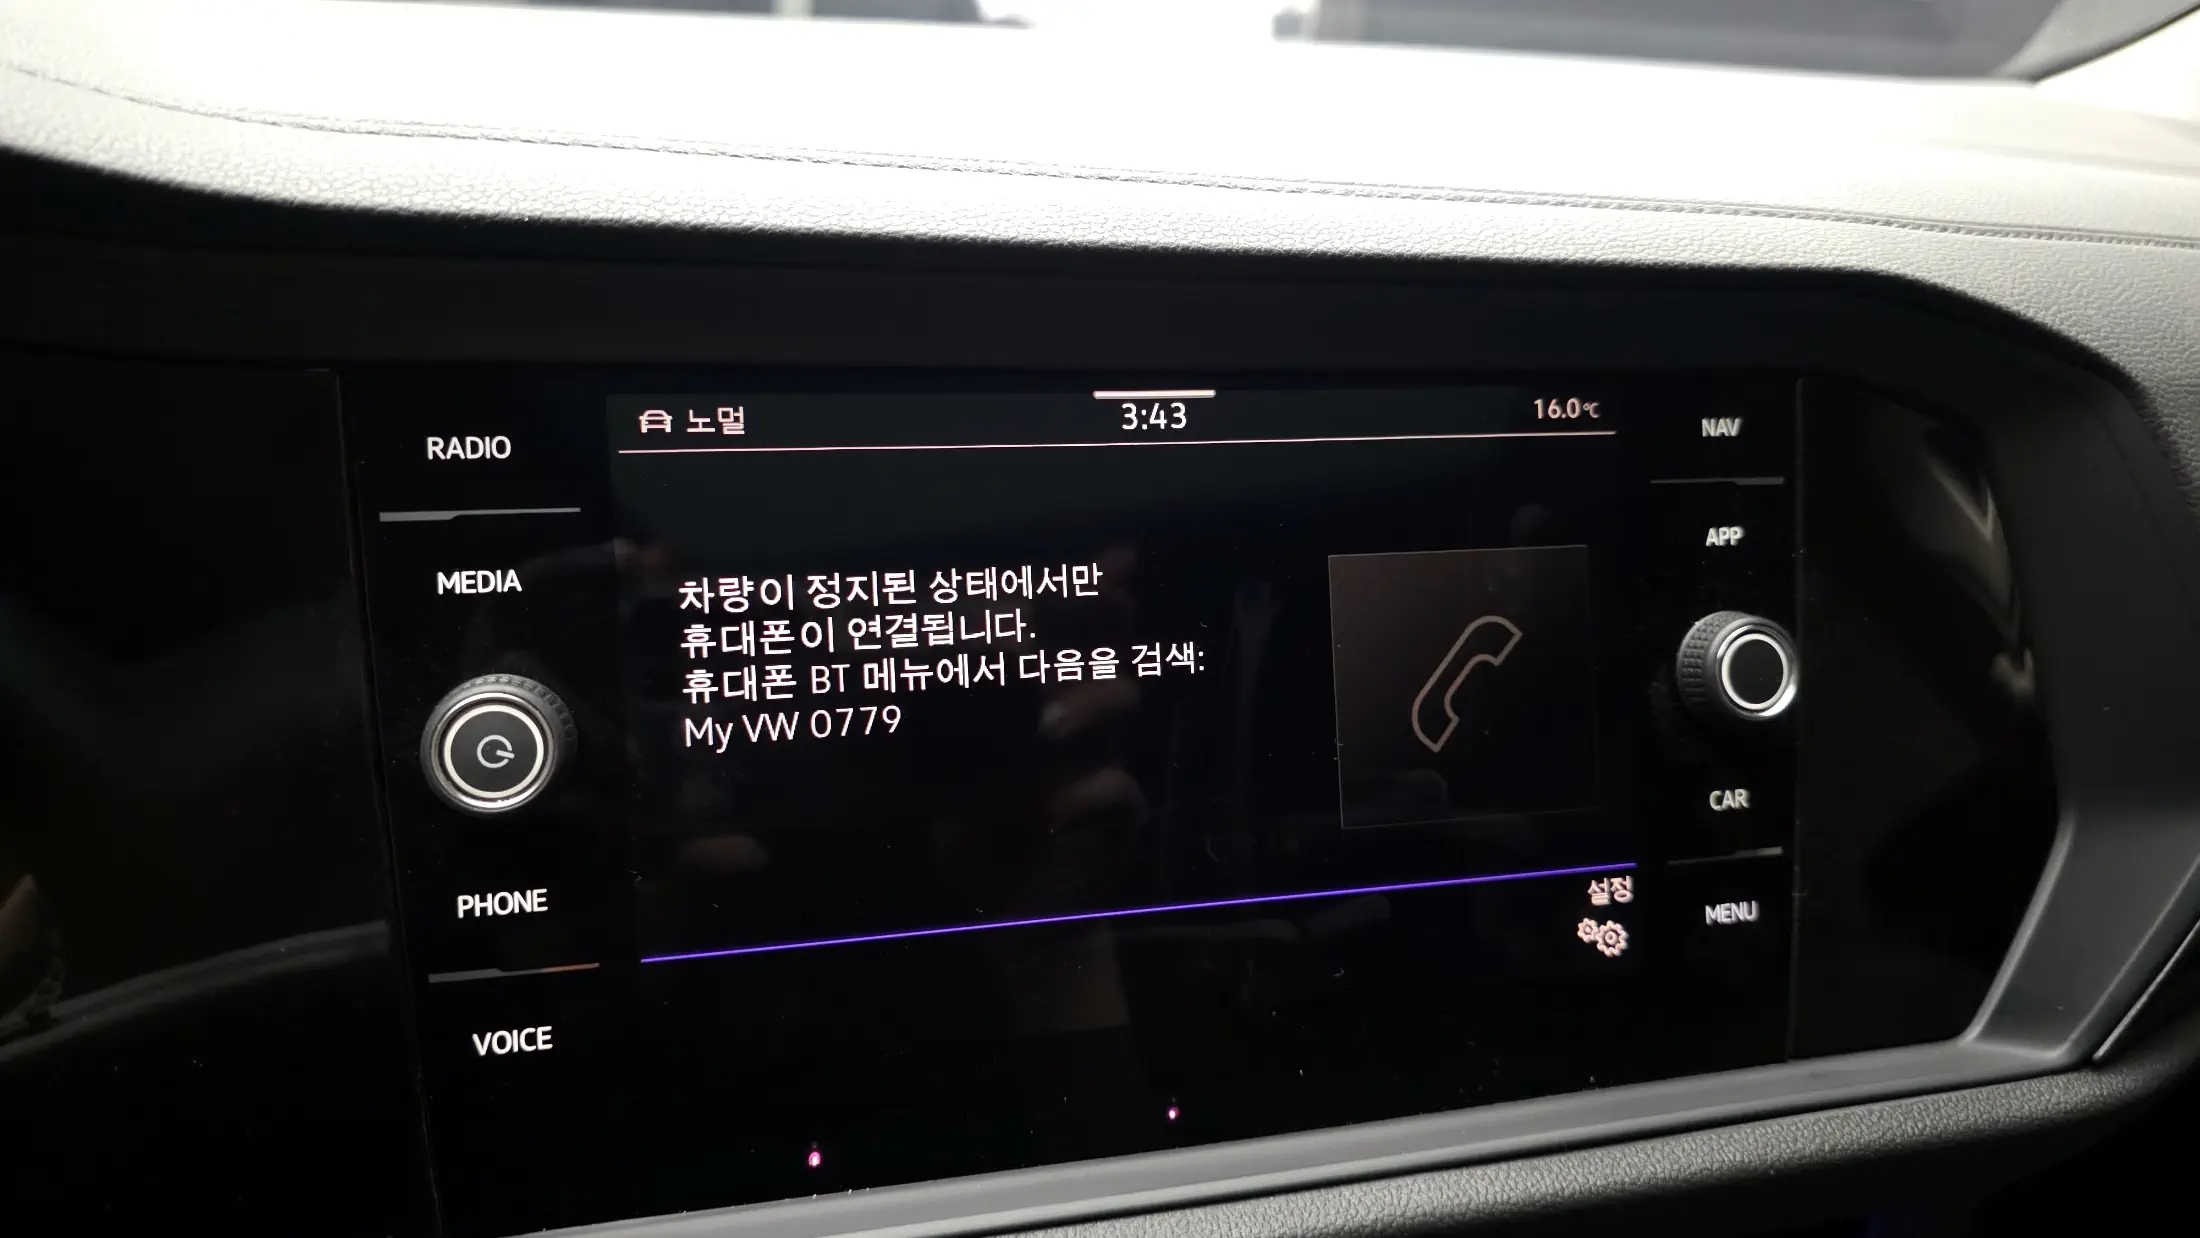 노멀 3:43 16.0°C
RADIO
MEDIA
PHONE
VOICE
차량이 정지된 상태에서만
휴대폰이 연결됩니다.
휴대폰 BT 메뉴에서 다음을 검색:
My VW 0779
설정
NAV
APP
CAR
MENU